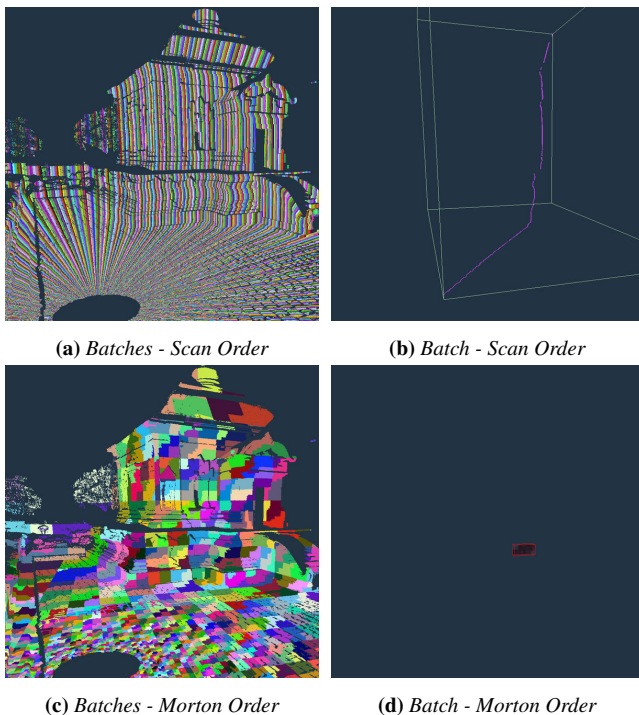 (a) Batches - Scan Order
(b) Batch - Scan Order
(c) Batches - Morton Order
(d) Batch - Morton Order